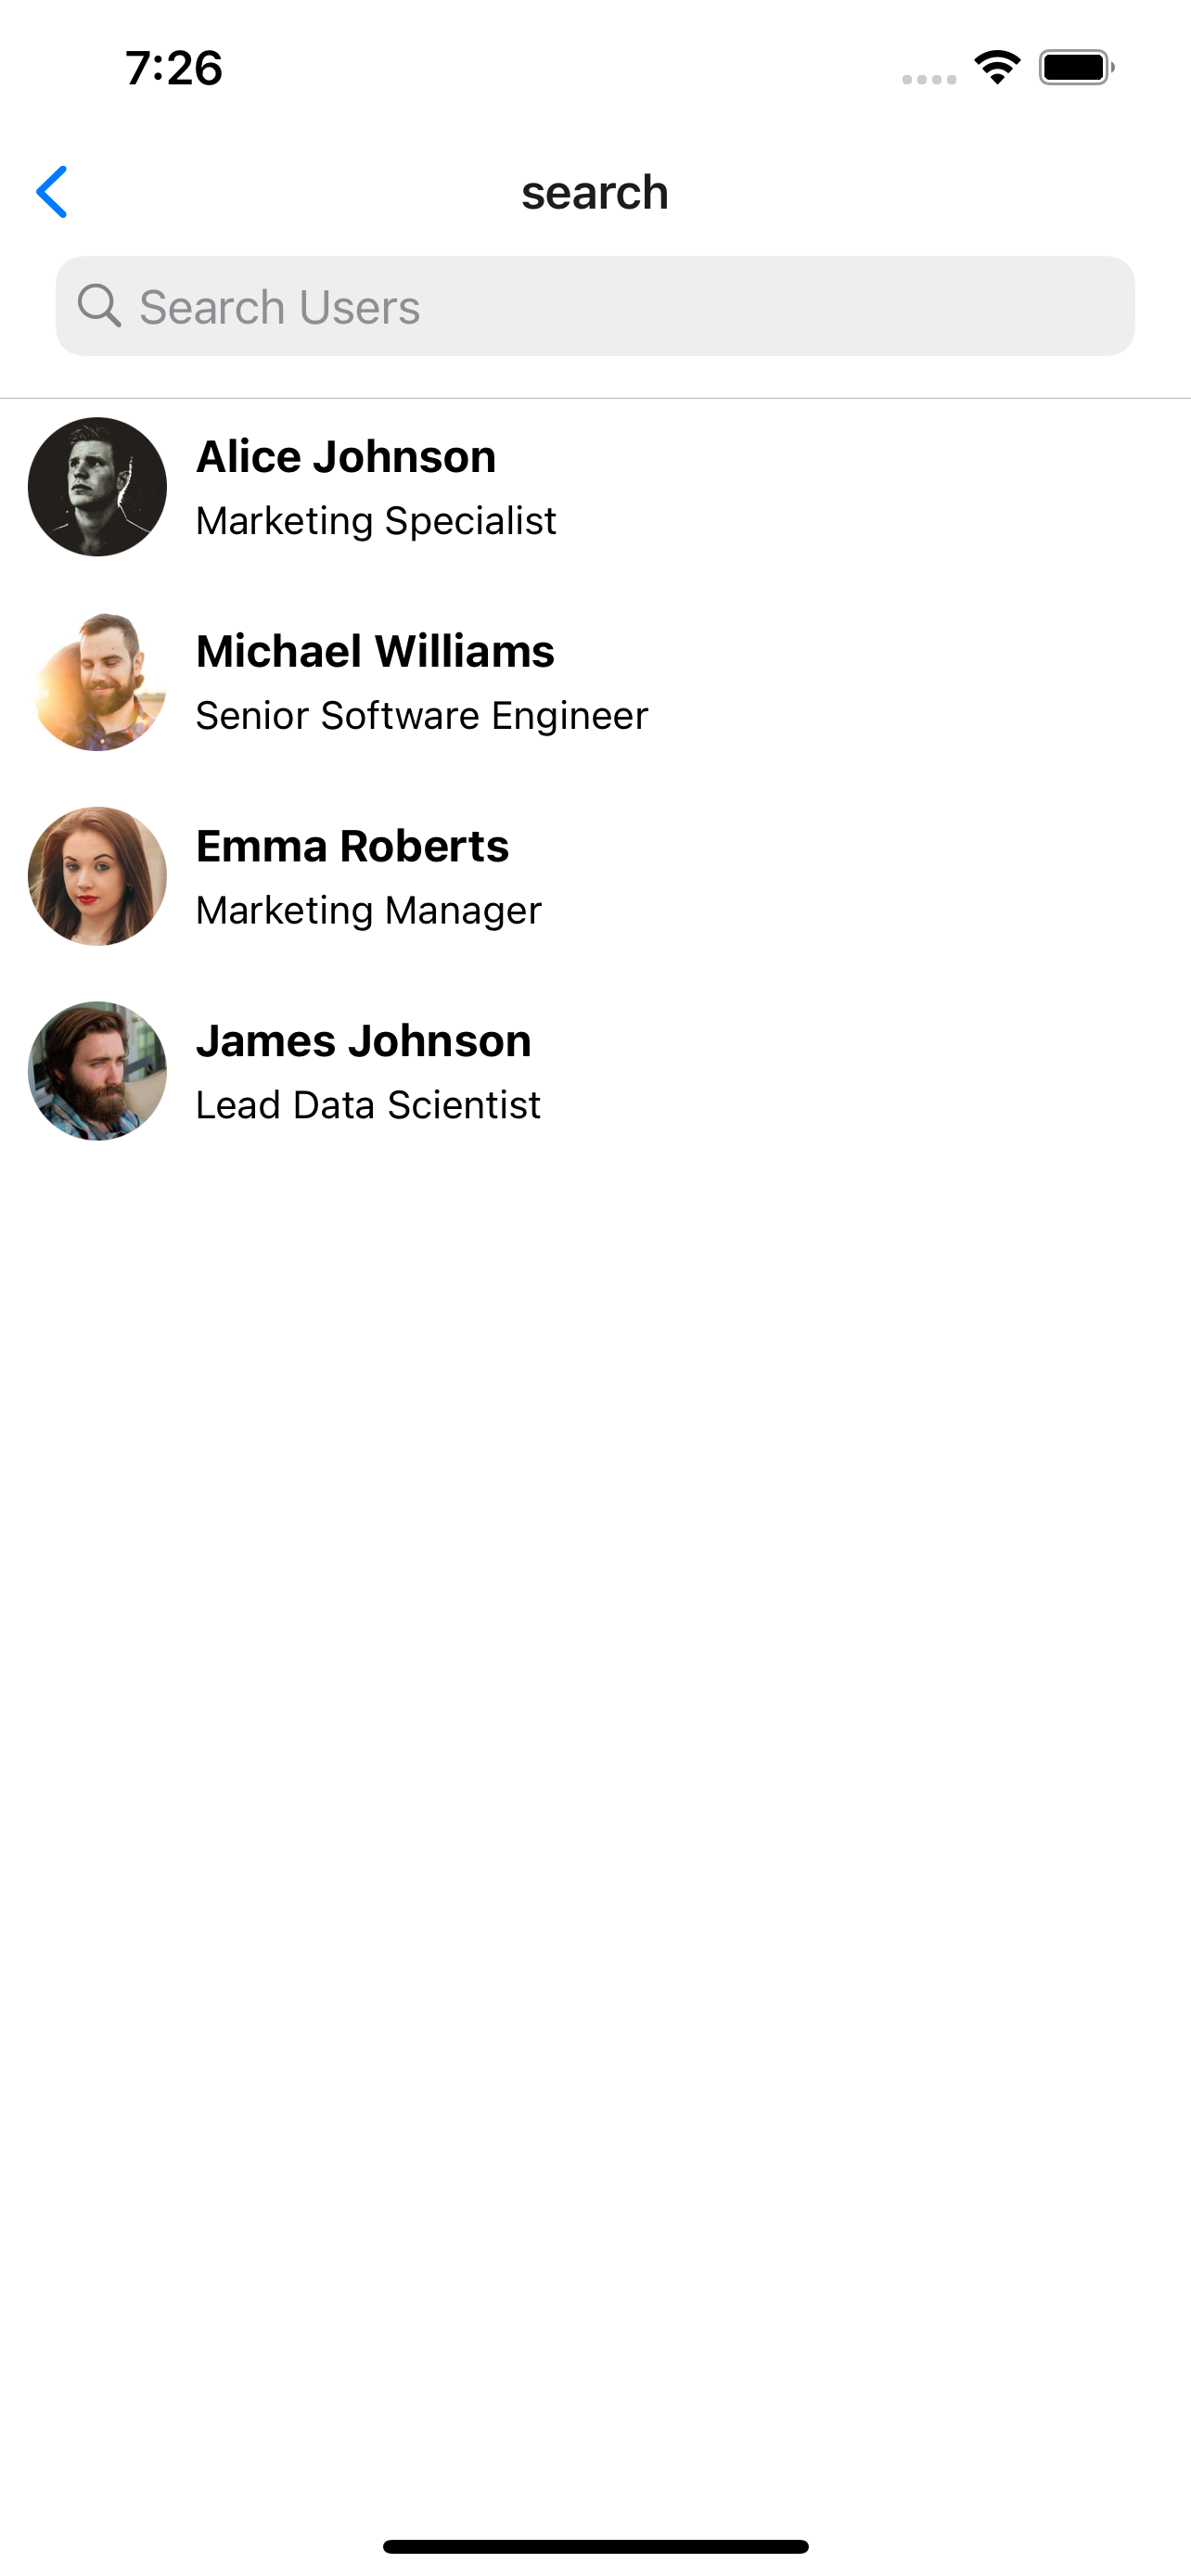 7:26
search
Search Users
Alice Johnson
Marketing Specialist
Michael Williams
Senior Software Engineer
Emma Roberts
Marketing Manager
James Johnson
Lead Data Scientist